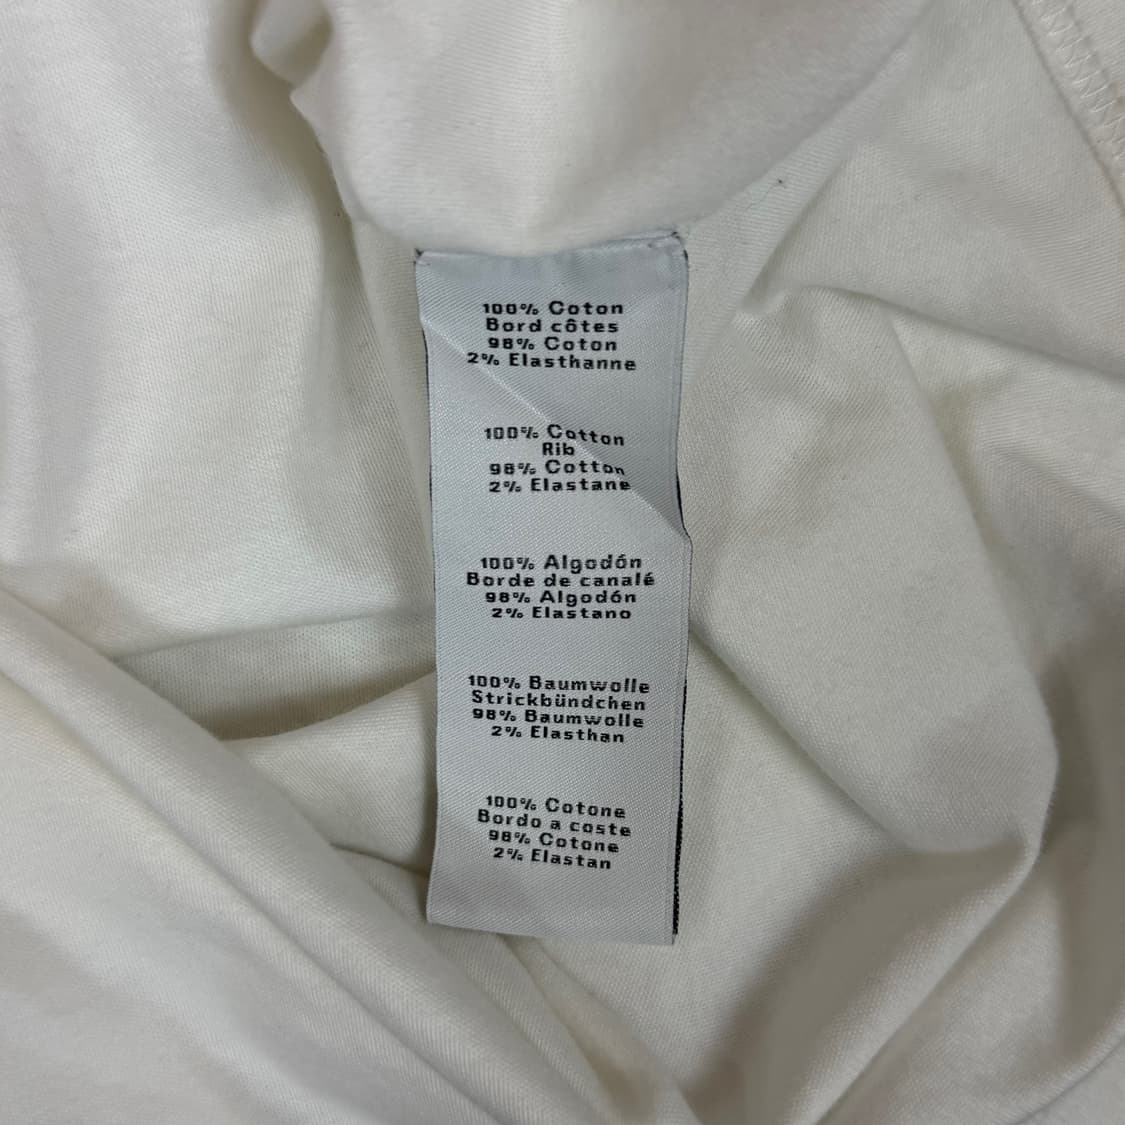 100% Coton
Bord côtes
98% Coton
2% Elasthanne
100% Cotton
Rib
98% Cotton
2% Elastane
100% Algodón
Borde de canalé
98% Algodón
2% Elastano
100% Baumwolle
Strickbündchen
98% Baumwolle
2% Elasthan
100% Cotone
Bordo a coste
98% Cotone
2% Elastan